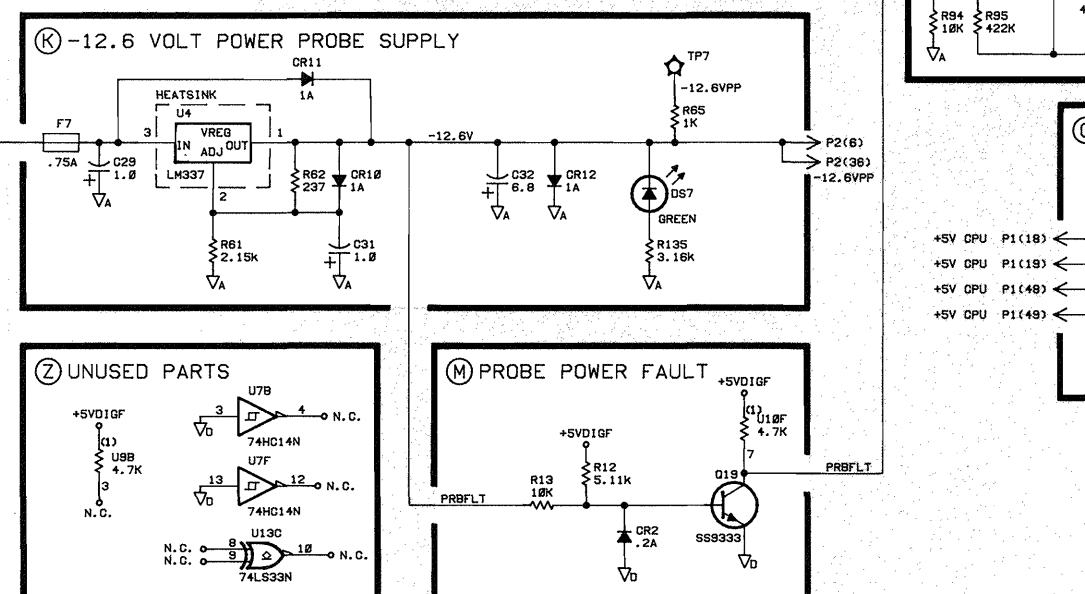 K -12.6 VOLT POWER PROBE SUPPLY
CR11
1A
HEATSINK
U4
F7
.75A
3
IN
VREG
ADJ
OUT
1
LM337
2
C29
1.0
+
A
R62
237
CR10
1A
R61
2.15k
A
C31
1.0
+
A
-12.6V
C32
6.8
+
A
CR12
1A
A
TP7
-12.6VPP
R65
1K
DS7
GREEN
R135
3.16k
A
P2(6)
P2(36)
-12.6VPP
R94
10K
R95
422K
A
+5V CPU P1(18)
+5V CPU P1(19)
+5V CPU P1(48)
+5V CPU P1(49)
Z UNUSED PARTS
+5VDIGF
(1)
U9B
4.7K
3
N.C.
U7B
3
4
N.C.
D
74HC14N
U7F
13
12
N.C.
D
74HC14N
U13C
N.C. 8
N.C. 9
10
N.C.
74LS33N
M PROBE POWER FAULT
+5VDIGF
(1)
U10F
4.7K
7
+5VDIGF
R12
5.11k
R13
10K
PRBFLT
Q19
PRBFLT
CR2
.2A
D
SS9333
D